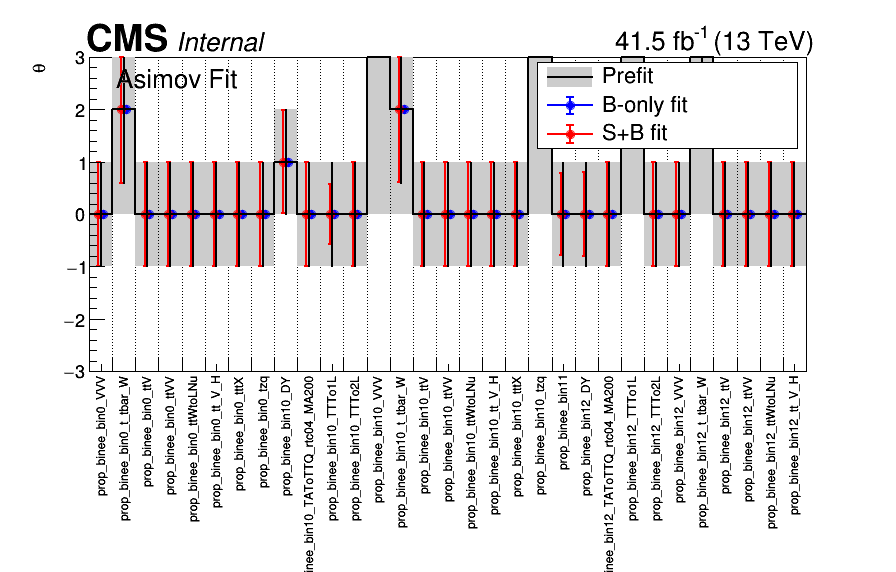 CMS Internal
41.5 fb-1 (13 TeV)
θ
Asimov Fit
Prefit
B-only fit
S+B fit
3
2
1
0
−1
−2
−3
prop_binee_bin0_VVV
prop_binee_bin0_t_tbar_W
prop_binee_bin0_ttV
prop_binee_bin0_ttVV
prop_binee_bin0_ttWtoLNu
prop_binee_bin0_tt_V_H
prop_binee_bin0_tttX
prop_binee_bin0_tzq
prop_binee_bin10_DY
inee_bin10_TAToTTQ_rtc04_MA200
prop_binee_bin10_TTTo1L
prop_binee_bin10_TTTo2L
prop_binee_bin10_VVV
prop_binee_bin10_t_tbar_W
prop_binee_bin10_ttV
prop_binee_bin10_ttVV
prop_binee_bin10_ttWtoLNu
prop_binee_bin10_tt_V_H
prop_binee_bin10_tttX
prop_binee_bin10_tzq
prop_binee_bin11
prop_binee_bin12_DY
inee_bin12_TAToTTQ_rtc04_MA200
prop_binee_bin12_TTTo1L
prop_binee_bin12_TTTo2L
prop_binee_bin12_VVV
prop_binee_bin12_t_tbar_W
prop_binee_bin12_ttV
prop_binee_bin12_ttVV
prop_binee_bin12_ttWtoLNu
prop_binee_bin12_tt_V_H